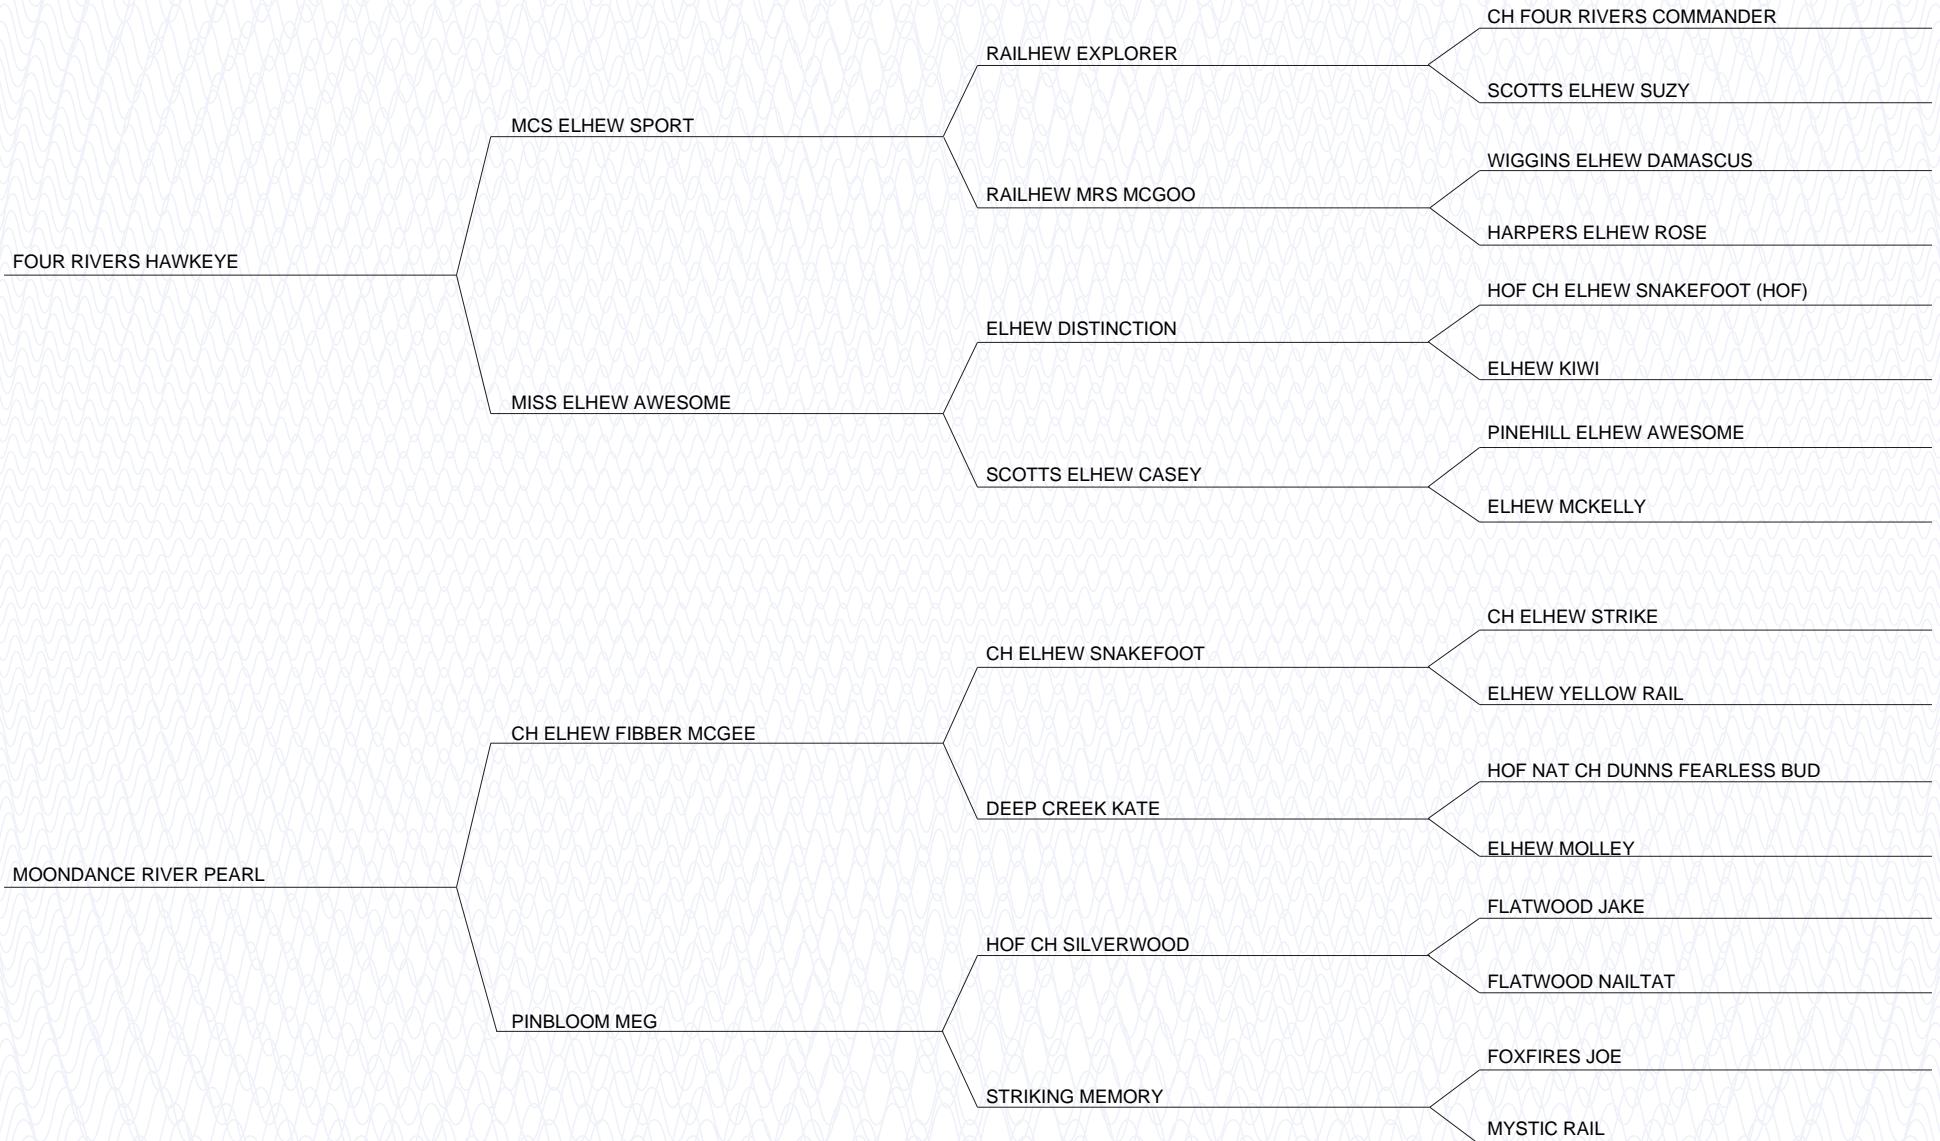 CH FOUR RIVERS COMMANDER
RAILHEW EXPLORER
SCOTTS ELHEW SUZY
MCS ELHEW SPORT
WIGGINS ELHEW DAMASCUS
RAILHEW MRS MCGOO
HARPERS ELHEW ROSE
FOUR RIVERS HAWKEYE
HOF CH ELHEW SNAKEFOOT (HOF)
ELHEW DISTINCTION
ELHEW KIWI
MISS ELHEW AWESOME
PINEHILL ELHEW AWESOME
SCOTTS ELHEW CASEY
ELHEW MCKELLY
CH ELHEW STRIKE
CH ELHEW SNAKEFOOT
ELHEW YELLOW RAIL
CH ELHEW FIBBER MCGEE
HOF NAT CH DUNNS FEARLESS BUD
DEEP CREEK KATE
ELHEW MOLLEY
MOONDANCE RIVER PEARL
FLATWOOD JAKE
HOF CH SILVERWOOD
FLATWOOD NAILTAT
PINBLOOM MEG
FOXFIRES JOE
STRIKING MEMORY
MYSTIC RAIL